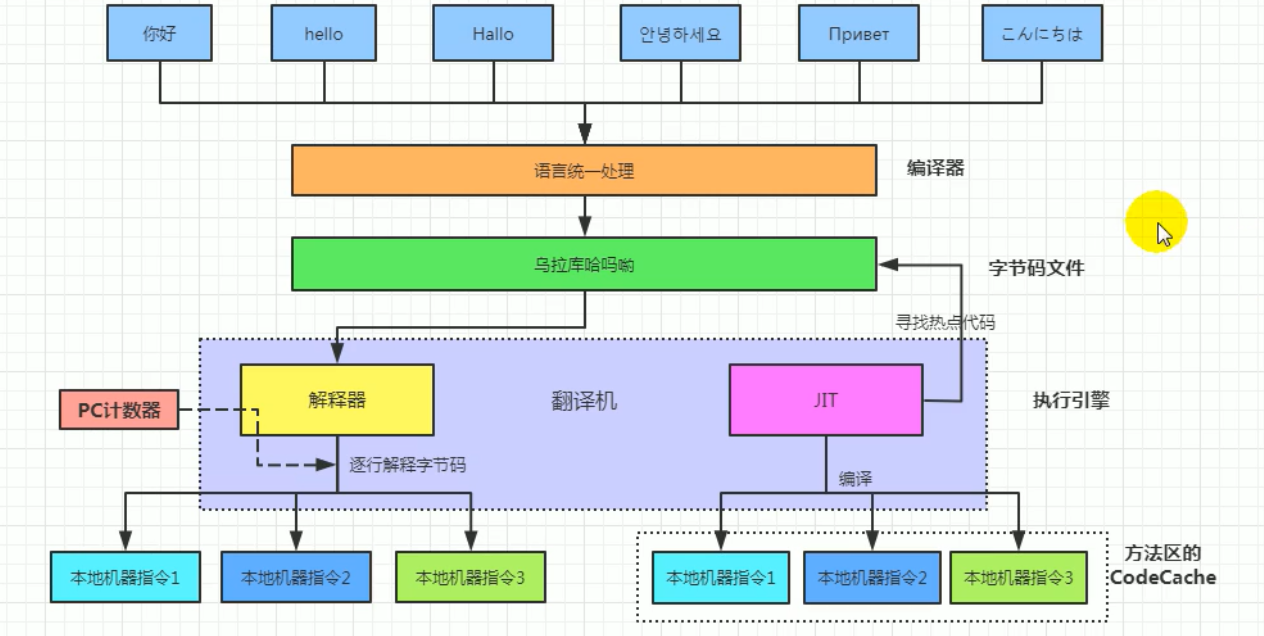 你好
hello
Hallo
안녕하세요
Привет
こんにちは
语言统一处理
编译器
乌拉库哈吗呦
字节码文件
寻找热点代码
PC计数器
解释器
翻译机
JIT
执行引擎
逐行解释字节码
编译
本地机器指令1
本地机器指令2
本地机器指令3
本地机器指令1
本地机器指令2
本地机器指令3
方法区的
CodeCache